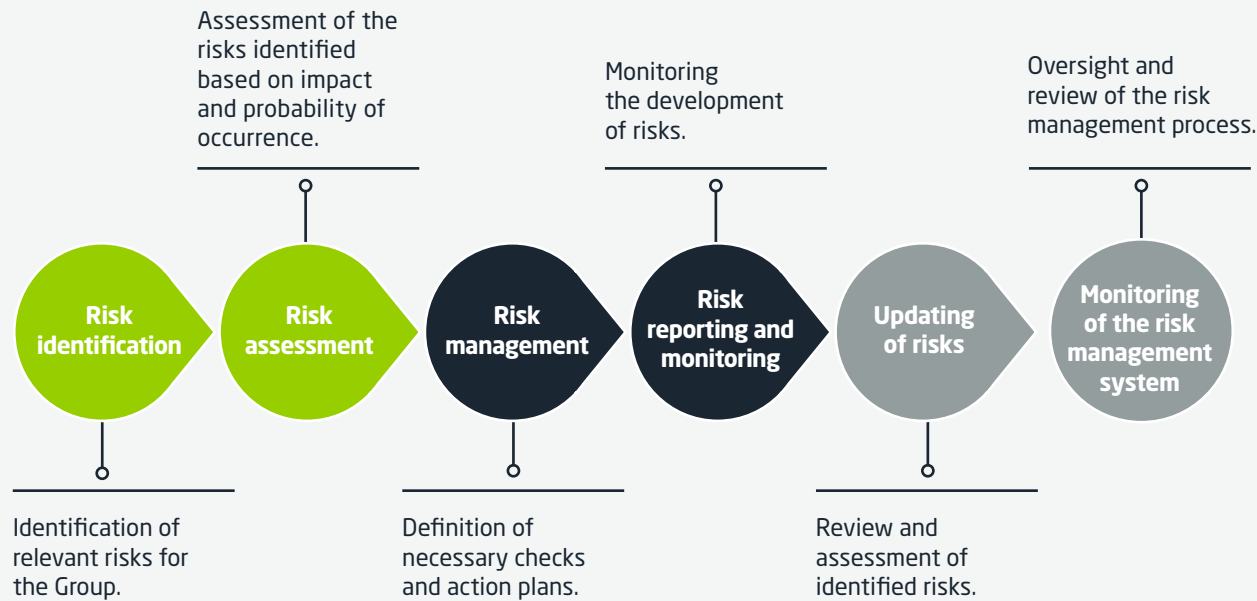 Assessment of the
risks identified
based on impact
and probability of
occurrence.
Monitoring
the development
of risks.
Oversight and
review of the risk
management process.
Risk
identification
Risk
assessment
Risk
management
Risk
reporting and
monitoring
Updating
of risks
Monitoring
of the risk
management
system
Identification of
relevant risks for
the Group.
Definition of
necessary checks
and action plans.
Review and
assessment of
identified risks.